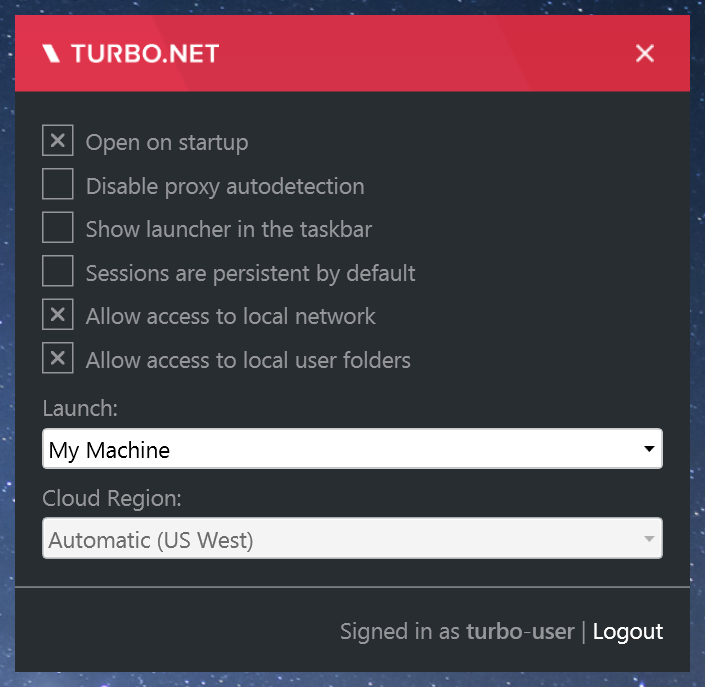 TURBO.NET
Open on startup
Disable proxy autodetection
Show launcher in the taskbar
Sessions are persistent by default
Allow access to local network
Allow access to local user folders
Launch:
My Machine
Cloud Region:
Automatic (US West)
Signed in as turbo-user | Logout